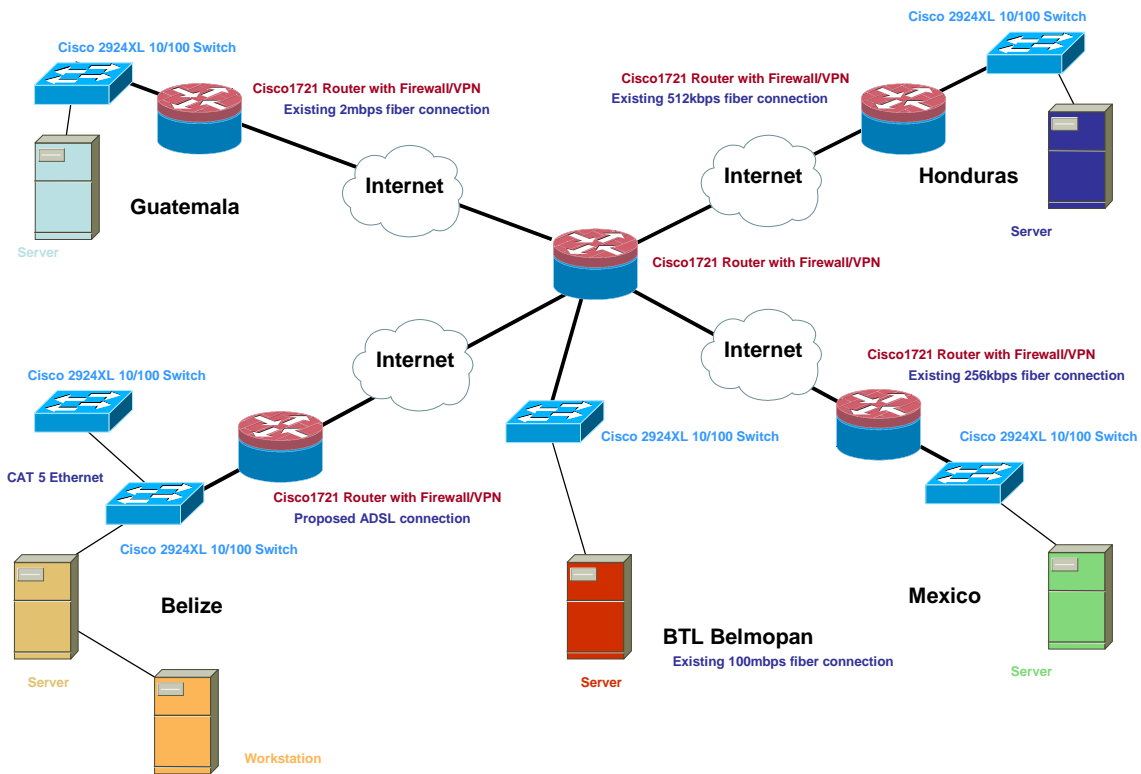 Cisco 2924XL 10/100 Switch
Cisco1721 Router with Firewall/VPN
Existing 2mbps fiber connection
Internet
Guatemala
Server
Cisco 2924XL 10/100 Switch
Cisco1721 Router with Firewall/VPN
Existing 512kbps fiber connection
Internet
Honduras
Server
Cisco1721 Router with Firewall/VPN
Internet
Cisco 2924XL 10/100 Switch
CAT 5 Ethernet
Cisco1721 Router with Firewall/VPN
Proposed ADSL connection
Cisco 2924XL 10/100 Switch
Belize
Server
Workstation
Cisco 2924XL 10/100 Switch
BTL Belmopan
Existing 100mbps fiber connection
Server
Internet
Cisco1721 Router with Firewall/VPN
Existing 256kbps fiber connection
Cisco 2924XL 10/100 Switch
Mexico
Server